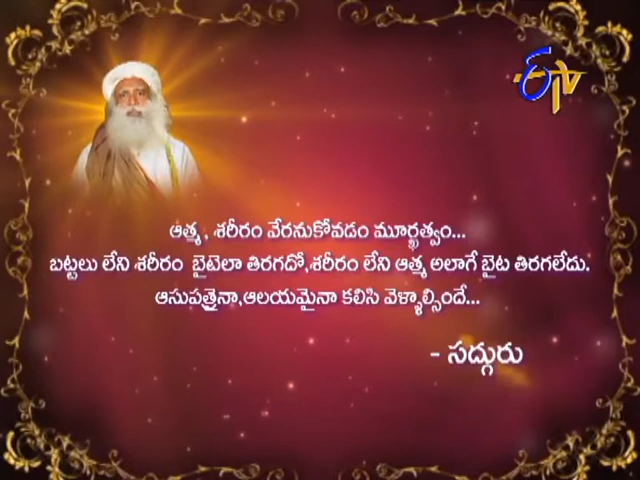 ETV
ఆత్మ, శరీరం వేరనుకోవడం మూర్ఖత్వం...
బట్టలు లేని శరీరం బైటెలా తిరగదో,శరీరం లేని ఆత్మ అలాగే బైట తిరగలేదు.
ఆసుపత్రైనా,ఆలయమైనా కలిసి వెళ్ళాల్సిందే...
- సద్గురు